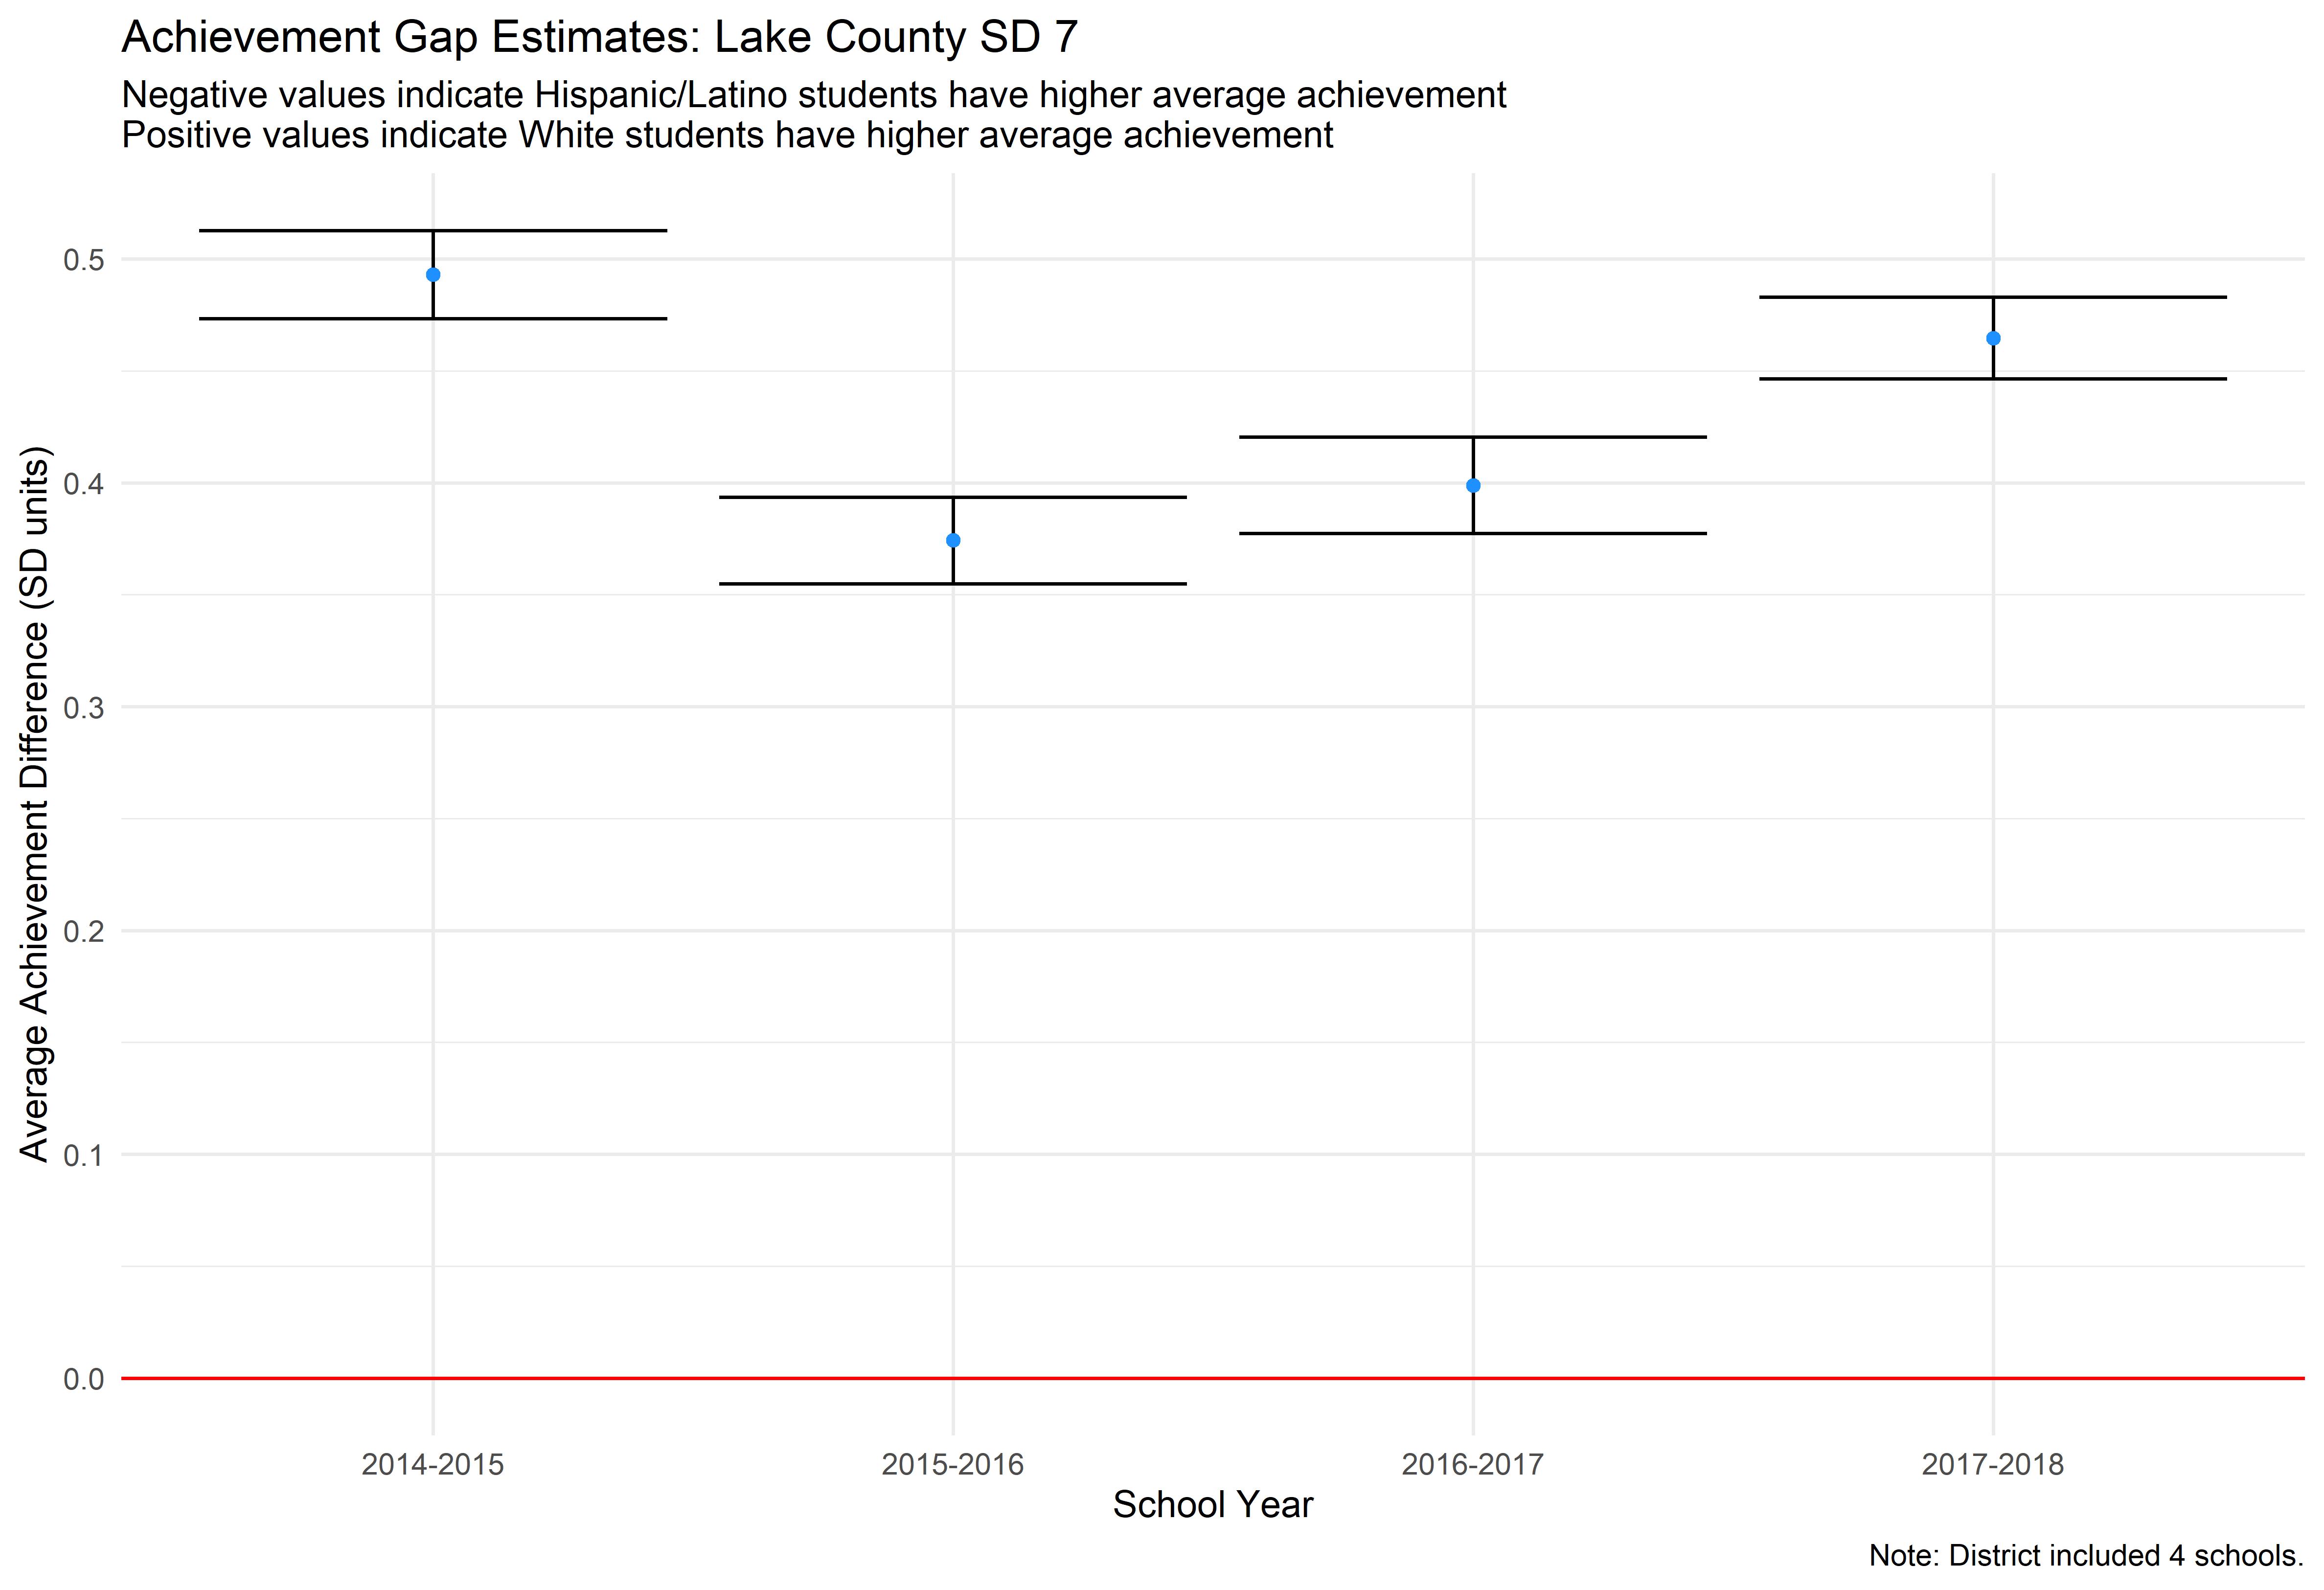 Achievement Gap Estimates: Lake County SD 7
Negative values indicate Hispanic/Latino students have higher average achievement
Positive values indicate White students have higher average achievement
Average Achievement Difference (SD units)
0.5
0.4
0.3
0.2
0.1
0.0
2014-2015
2015-2016
2016-2017
2017-2018
School Year
Note: District included 4 schools.